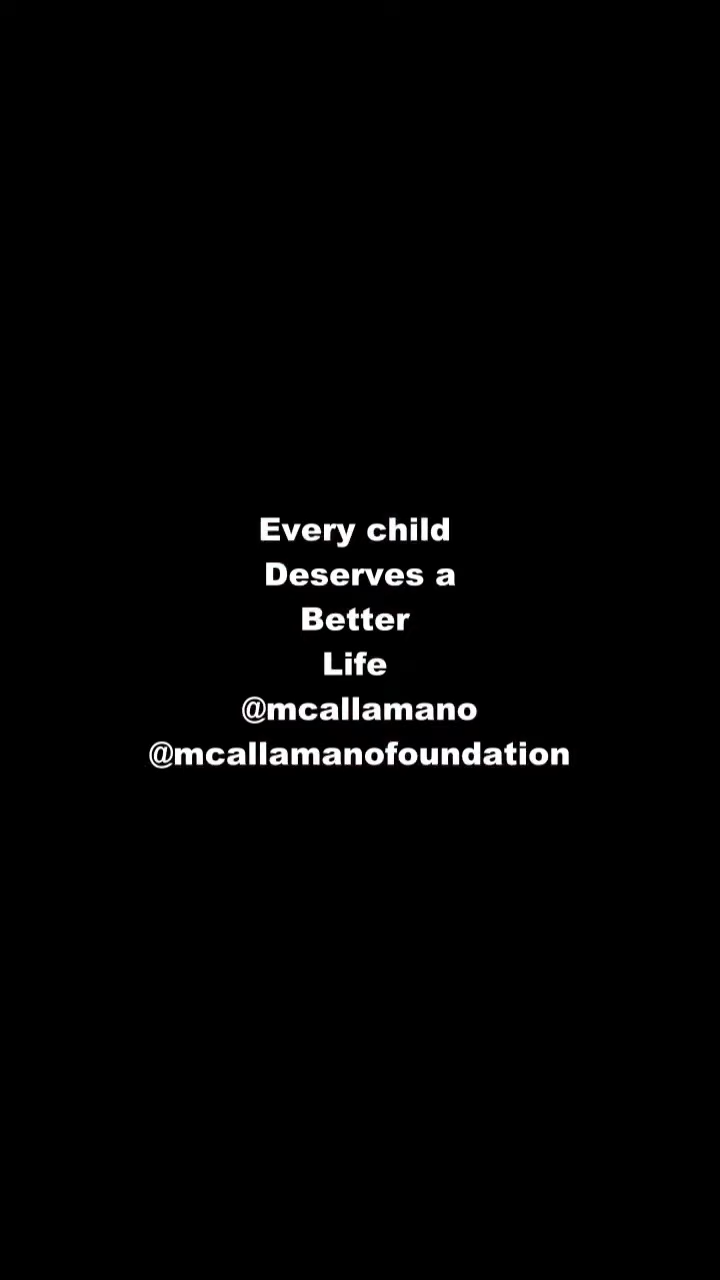 Every child
Deserves a
Better
Life
@mcallamano
@mcallamanofoundation